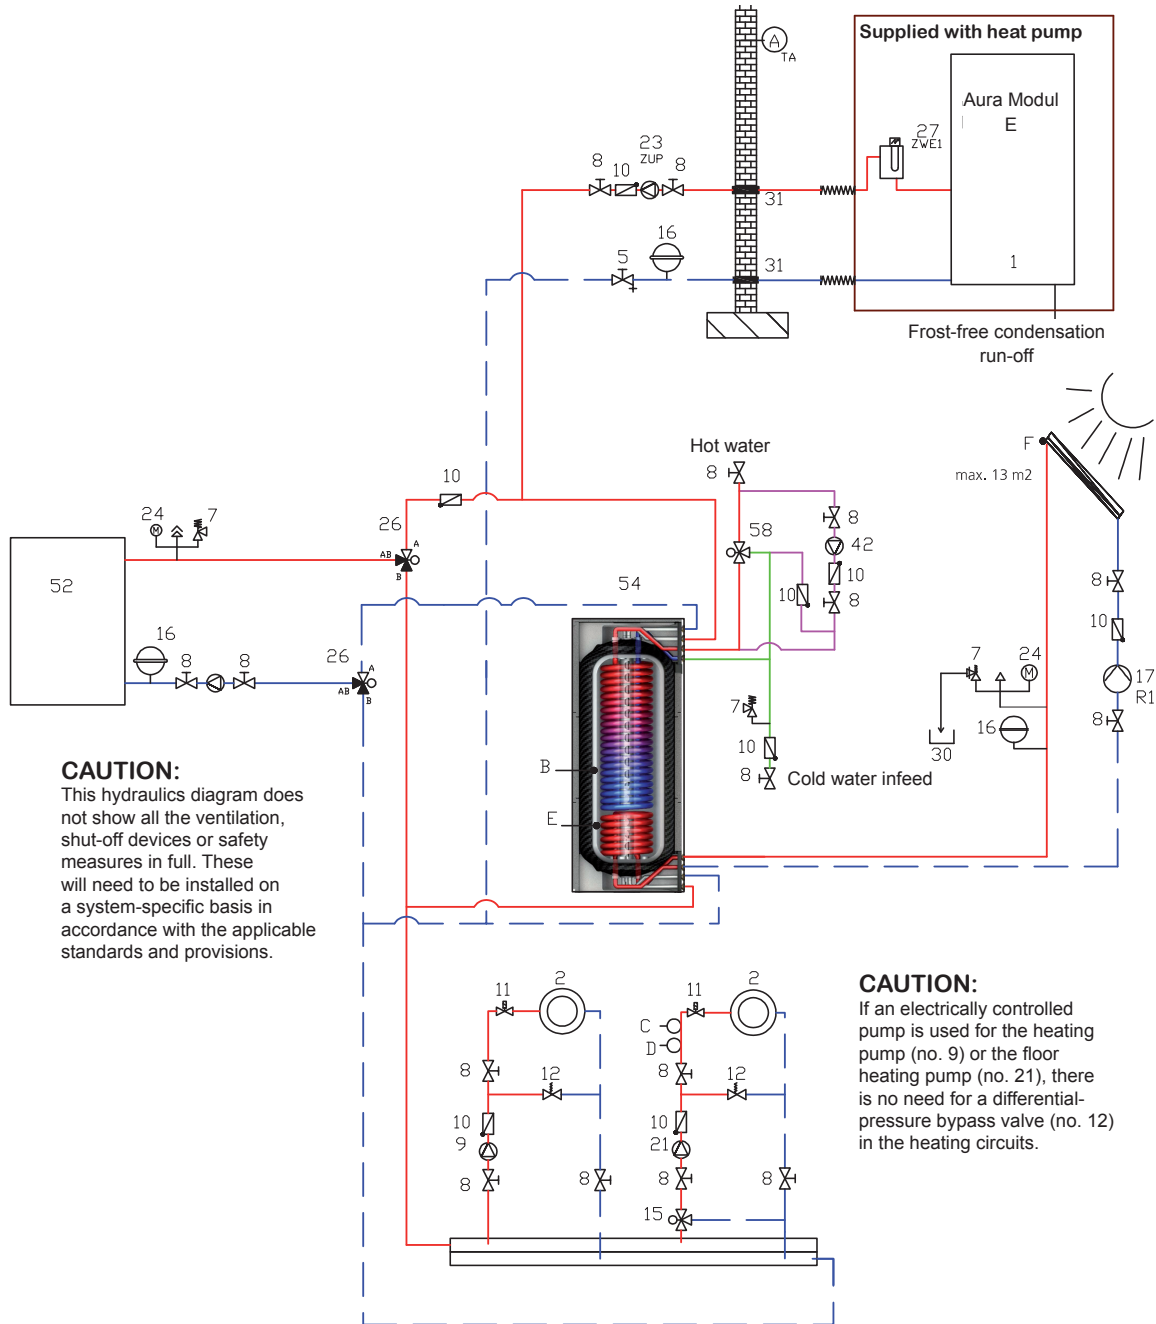 Supplied with heat pump
A
TA
Aura Modul
E
27
ZWE1
23
ZUP
8
10
8
31
16
5
31
1
Frost-free condensation
run-off
Hot water
8
F
max. 13 m2
10
24
7
26
A
AB
B
58
8
42
10
10
8
8
10
52
54
16
8
8
26
A
AB
B
7
24
17
R1
7
16
8
30
10
8
Cold water infeed
B
E
CAUTION:
This hydraulics diagram does
not show all the ventilation,
shut-off devices or safety
measures in full. These
will need to be installed on
a system-specific basis in
accordance with the applicable
standards and provisions.
2
2
11
11
C
D
8
12
8
12
10
10
9
21
8
8
8
8
15
CAUTION:
If an electrically controlled
pump is used for the heating
pump (no. 9) or the floor
heating pump (no. 21), there
is no need for a differential-
pressure bypass valve (no. 12)
in the heating circuits.